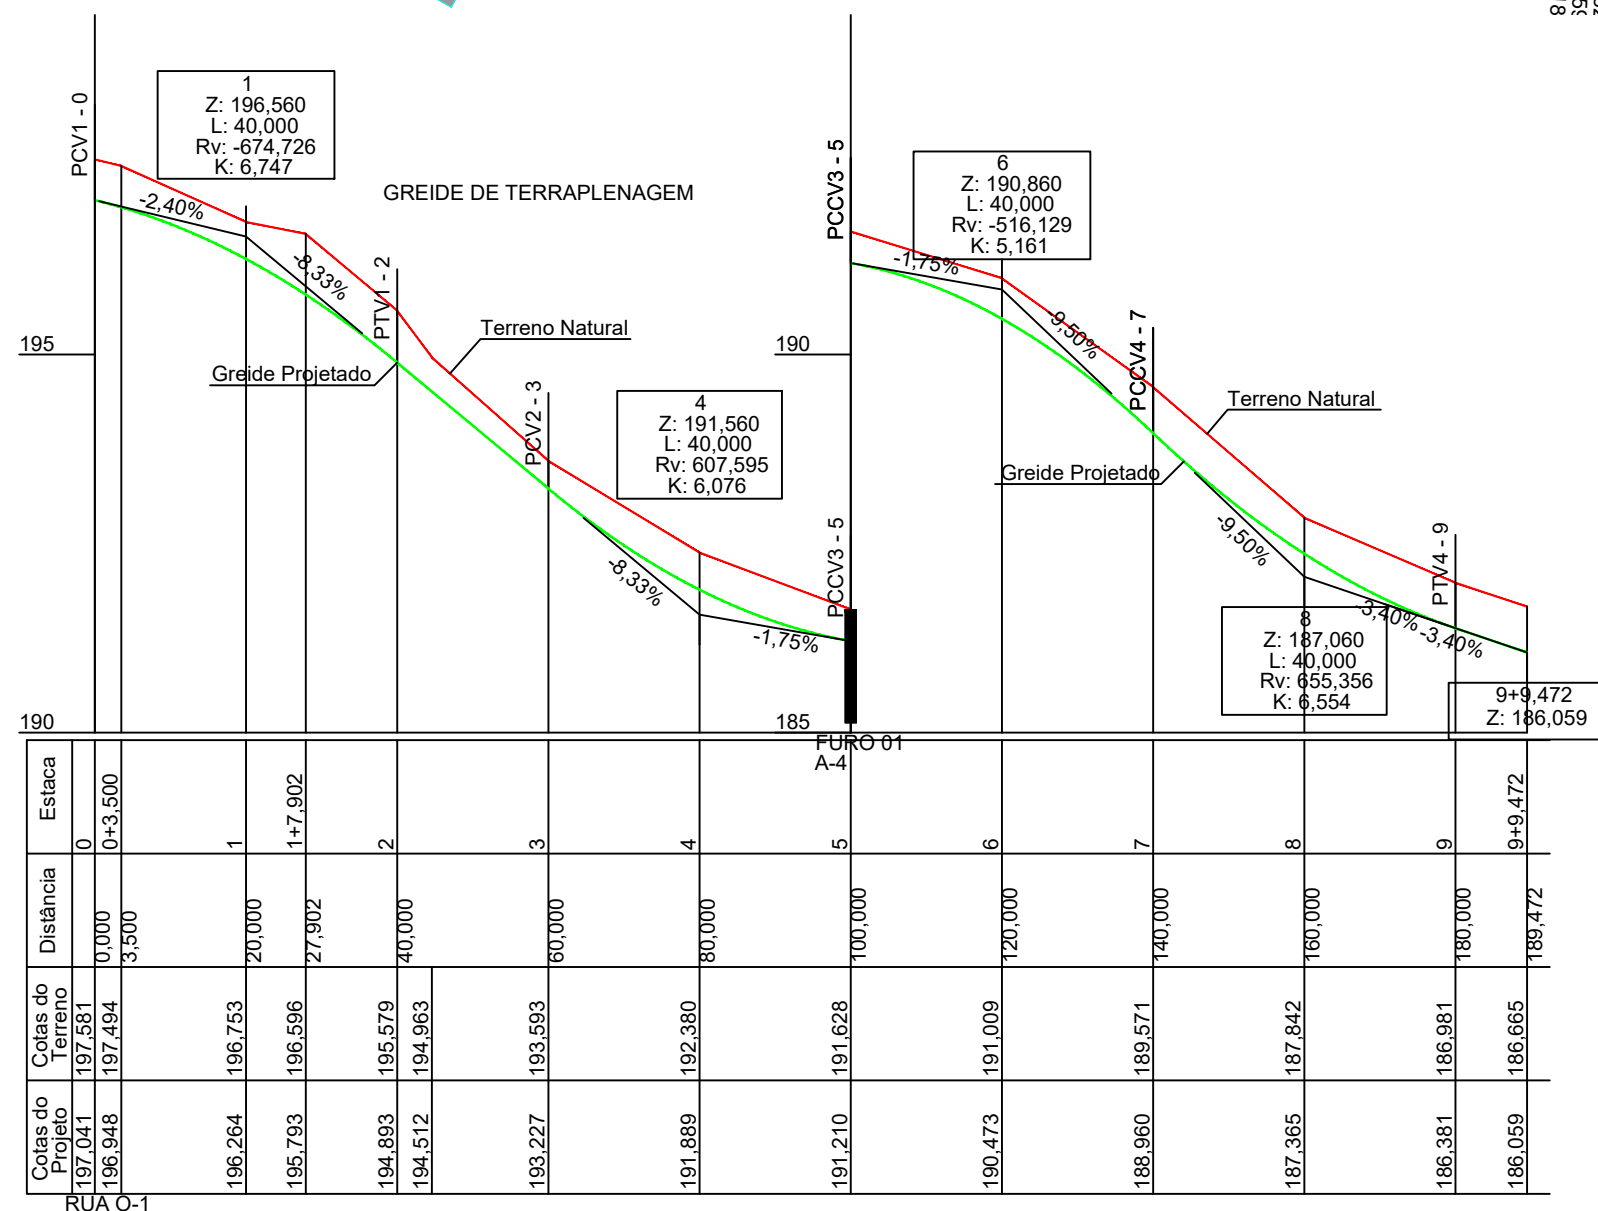 PCV1 - 0
1
Z: 196,560
L: 40,000
Rv: -674,726
K: 6,747
-2,40%
-8,33%
GREIDE DE TERRAPLENAGEM
PTV1 - 2
Terreno Natural
Greide Projetado
195
PCV2 - 3
4
Z: 191,560
L: 40,000
Rv: 607,595
K: 6,076
-8,33%
-1,75%
PCCV3 - 5
190
PCCV3 - 5
6
Z: 190,860
L: 40,000
Rv: -516,129
K: 5,161
-1,75%
-9,50%
PCCV4 - 7
190
Terreno Natural
Greide Projetado
-9,50%
8
Z: 187,060
L: 40,000
Rv: 655,356
K: 6,554
-3,40%
-3,40%
PTV4 - 9
9+9,472
Z: 186,059
185
FURO 01
A-4
Estaca
0
0+3,500
1
1+7,902
2
3
4
5
6
7
8
9
9+9,472
Distância
0,000
3,500
20,000
27,902
40,000
60,000
80,000
100,000
120,000
140,000
160,000
180,000
189,472
Cotas do
Terreno
197,581
197,494
196,753
196,596
195,579
194,963
193,593
192,380
191,628
191,009
189,571
187,842
186,981
186,665
Cotas do
Projeto
197,041
196,948
196,264
195,793
194,893
194,512
193,227
191,889
191,210
190,473
188,960
187,365
186,381
186,059
RUA O-1